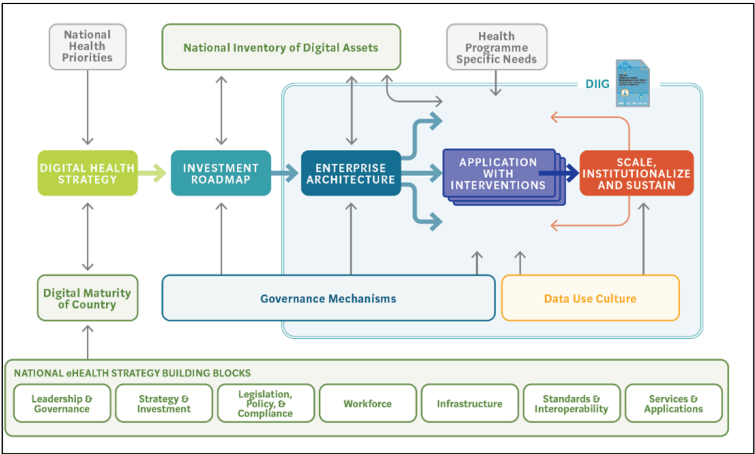 National
Health
Priorities
National Inventory of Digital Assets
Health
Programme
Specific Needs
DIIG
DIGITAL HEALTH
STRATEGY
INVESTMENT
ROADMAP
ENTERPRISE
ARCHITECTURE
APPLICATION
WITH
INTERVENTIONS
SCALE,
INSTITUTIONALIZE
AND SUSTAIN
Digital Maturity
of Country
Governance Mechanisms
Data Use Culture
NATIONAL eHEALTH STRATEGY BUILDING BLOCKS
Leadership &
Governance
Strategy &
Investment
Legislation,
Policy, &
Compliance
Workforce
Infrastructure
Standards &
Interoperability
Services &
Applications